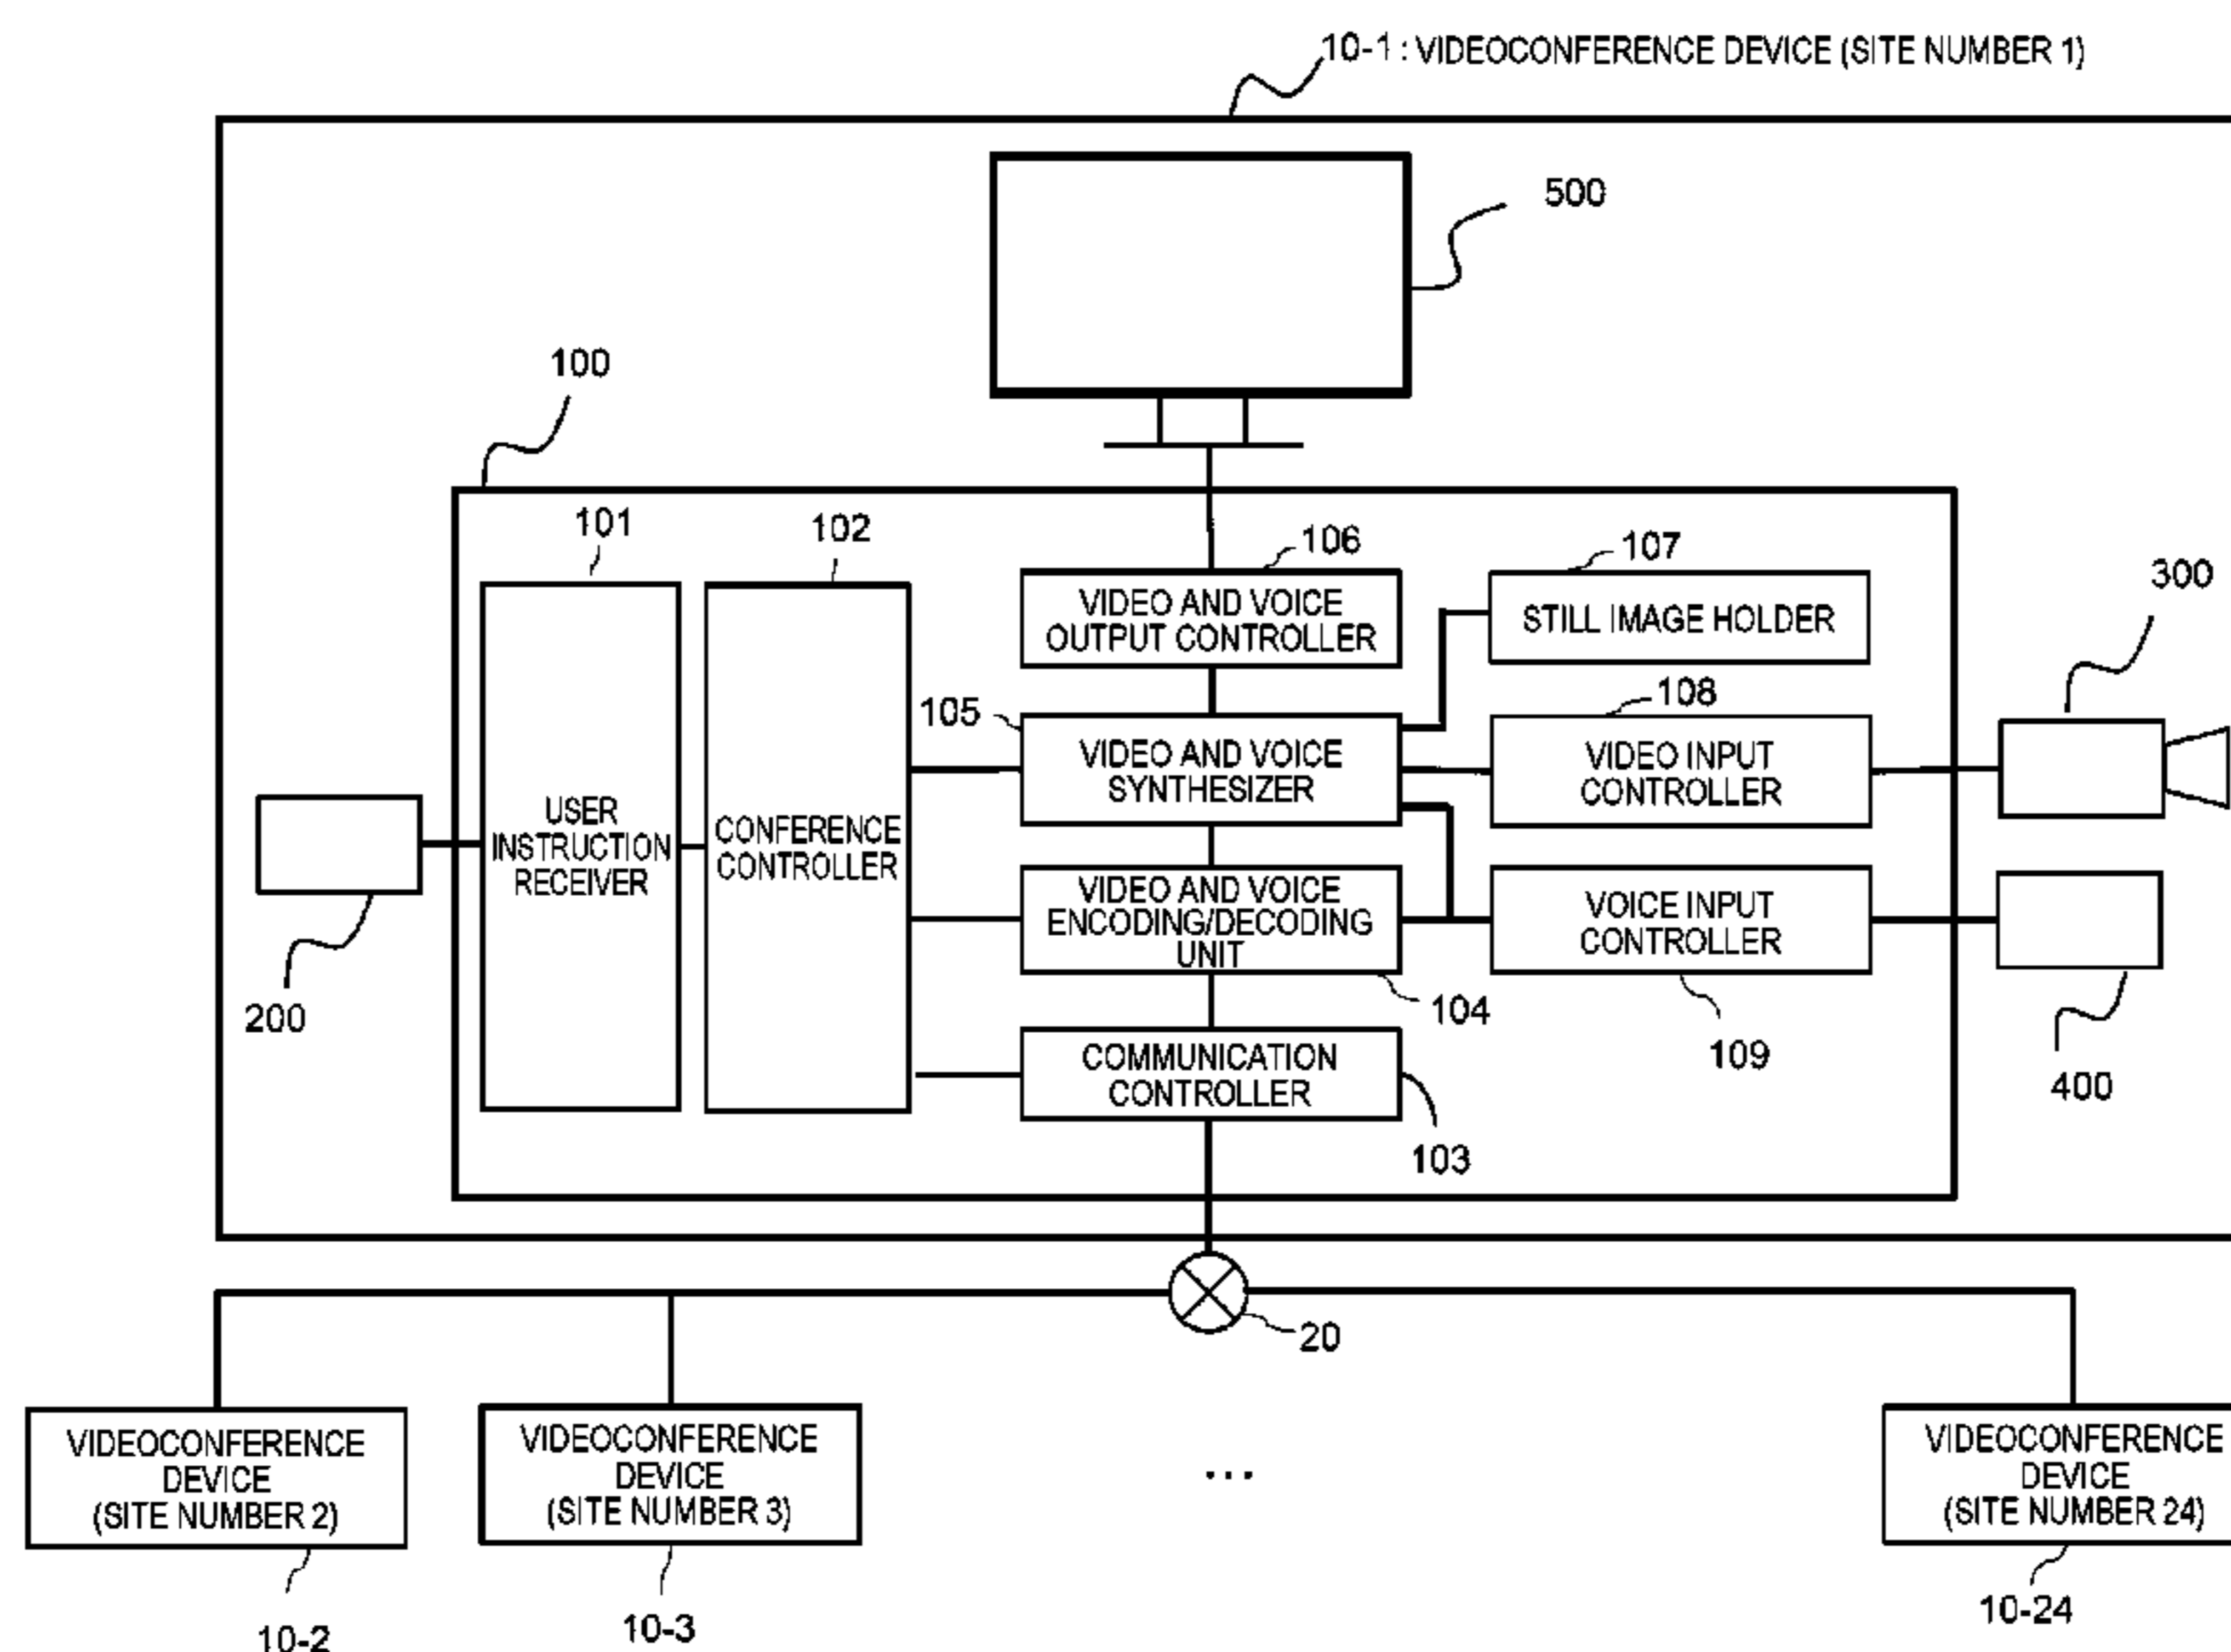 10-1 : VIDEOCONFERENCE DEVICE (SITE NUMBER 1)
500
100
101
102
106
107
300
VIDEO AND VOICE
OUTPUT CONTROLLER
STILL IMAGE HOLDER
105
108
VIDEO AND VOICE
SYNTHESIZER
VIDEO INPUT
CONTROLLER
USER
INSTRUCTION
RECEIVER
CONFERENCE
CONTROLLER
VIDEO AND VOICE
ENCODING/DECODING
UNIT
VOICE INPUT
CONTROLLER
200
104
109
400
COMMUNICATION
CONTROLLER
103
20
VIDEOCONFERENCE
DEVICE
(SITE NUMBER 2)
VIDEOCONFERENCE
DEVICE
(SITE NUMBER 3)
...
VIDEOCONFERENCE
DEVICE
(SITE NUMBER 24)
10-2
10-3
10-24